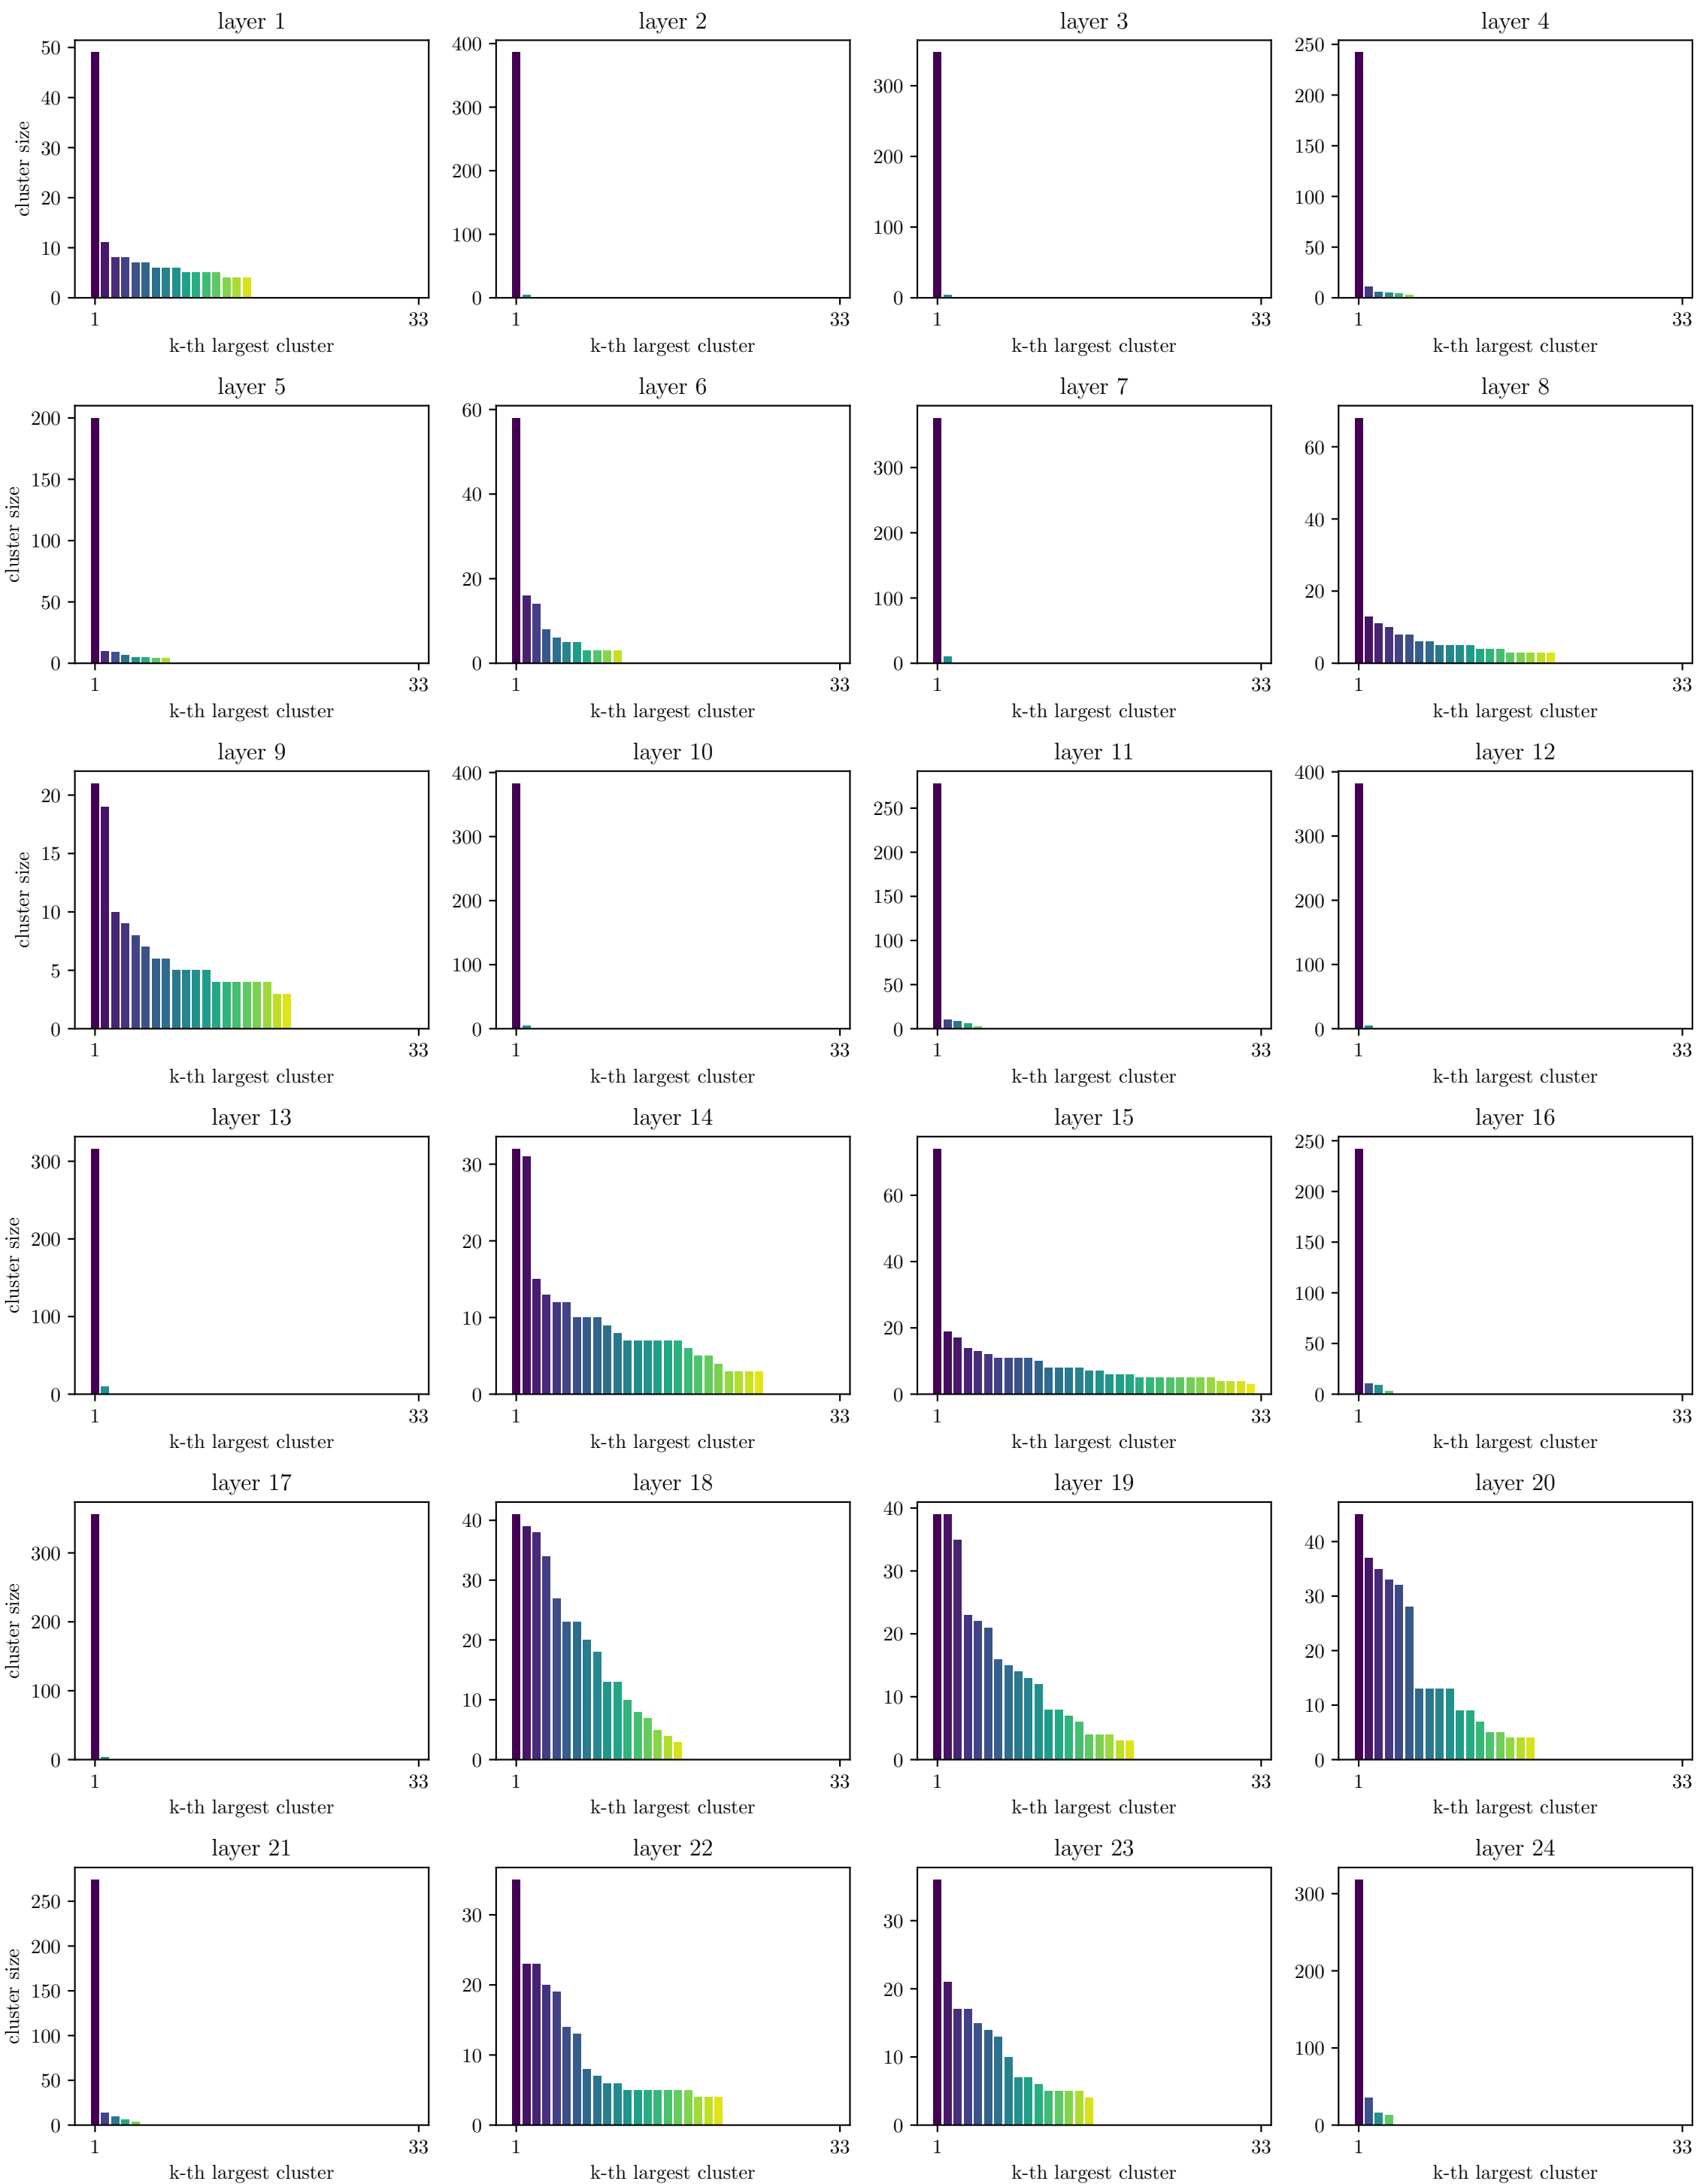 layer 1
50
40
30
20
10
0
cluster size
1 33
k-th largest cluster
layer 2
400
300
200
100
0
1 33
k-th largest cluster
layer 3
300
200
100
0
1 33
k-th largest cluster
layer 4
250
200
150
100
50
0
1 33
k-th largest cluster
layer 5
200
150
100
50
0
cluster size
1 33
k-th largest cluster
layer 6
60
40
20
0
1 33
k-th largest cluster
layer 7
300
200
100
0
1 33
k-th largest cluster
layer 8
60
40
20
0
1 33
k-th largest cluster
layer 9
20
15
10
5
0
cluster size
1 33
k-th largest cluster
layer 10
400
300
200
100
0
1 33
k-th largest cluster
layer 11
250
200
150
100
50
0
1 33
k-th largest cluster
layer 12
400
300
200
100
0
1 33
k-th largest cluster
layer 13
300
200
100
0
cluster size
1 33
k-th largest cluster
layer 14
30
20
10
0
1 33
k-th largest cluster
layer 15
60
40
20
0
1 33
k-th largest cluster
layer 16
250
200
150
100
50
0
1 33
k-th largest cluster
layer 17
300
200
100
0
cluster size
1 33
k-th largest cluster
layer 18
40
30
20
10
0
1 33
k-th largest cluster
layer 19
40
30
20
10
0
1 33
k-th largest cluster
layer 20
40
30
20
10
0
1 33
k-th largest cluster
layer 21
250
200
150
100
50
0
cluster size
1 33
k-th largest cluster
layer 22
30
20
10
0
1 33
k-th largest cluster
layer 23
30
20
10
0
1 33
k-th largest cluster
layer 24
300
200
100
0
1 33
k-th largest cluster